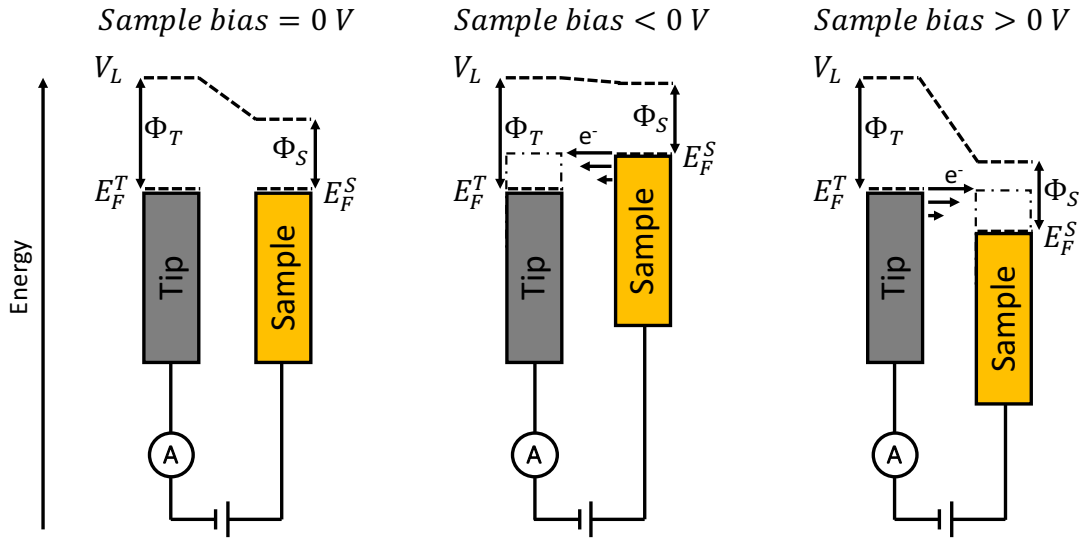 Sample bias = 0 V
V_L
Φ_T
Φ_S
E_F^T
E_F^S
Tip
Sample
A
Energy
Sample bias < 0 V
Φ_T
Φ_S
e⁻
E_F^T
E_F^S
Tip
Sample
A
Sample bias > 0 V
V_L
Φ_T
e⁻
Φ_S
E_F^T
E_F^S
Tip
Sample
A